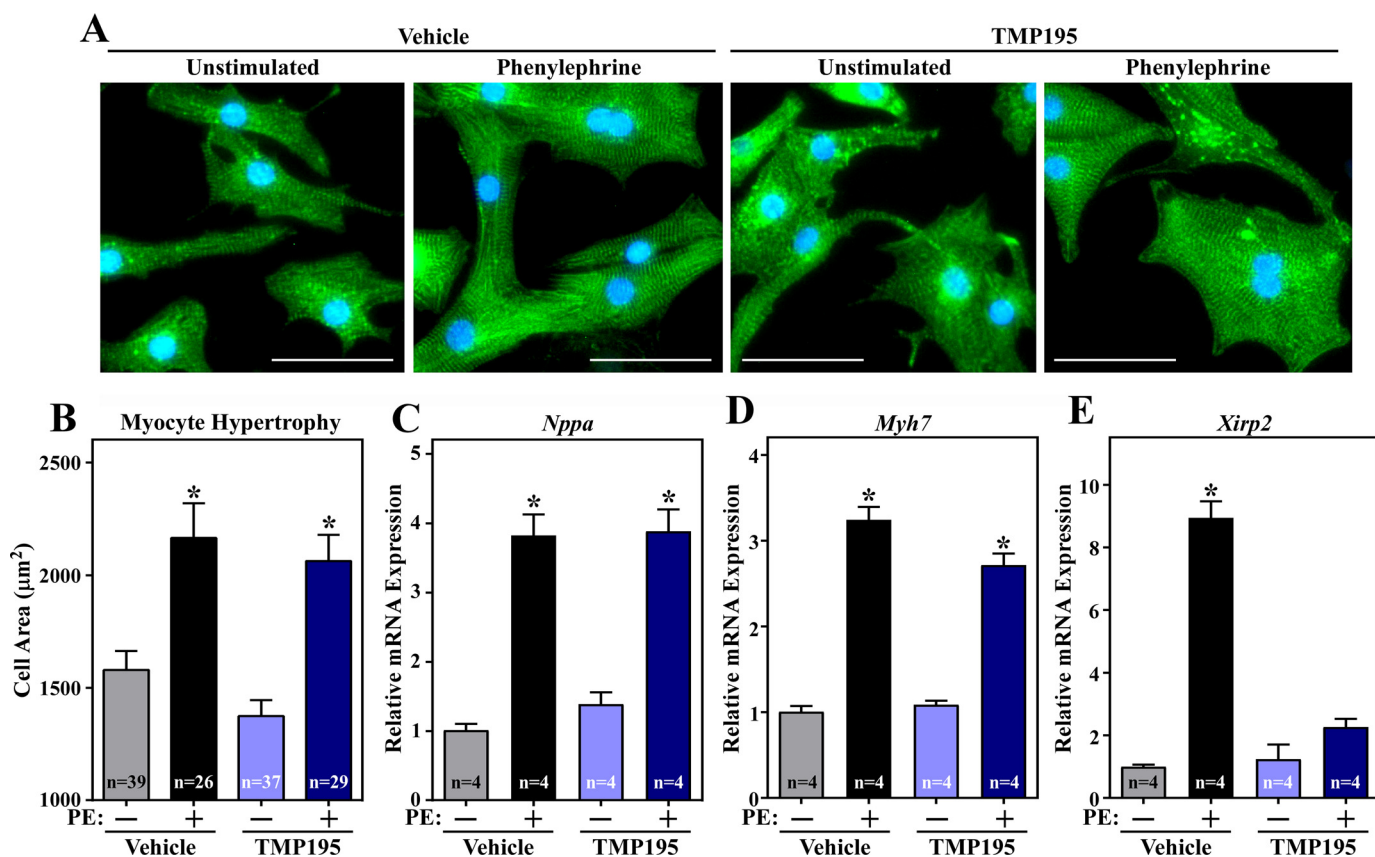 A
Vehicle TMP195
Unstimulated Phenylephrine Unstimulated Phenylephrine
B Myocyte Hypertrophy
Cell Area (μm²)
2500
2000
1500
1000
* *
n=39 n=26 n=37 n=29
PE: — + — +
Vehicle TMP195
C Nppa
Relative mRNA Expression
5
4
3
2
1
0
* *
n=4 n=4 n=4 n=4
PE: — + — +
Vehicle TMP195
D Myh7
Relative mRNA Expression
4
3
2
1
0
* *
n=4 n=4 n=4 n=4
PE: — + — +
Vehicle TMP195
E Xirp2
Relative mRNA Expression
10
8
6
4
2
0
*
n=4 n=4 n=4 n=4
PE: — + — +
Vehicle TMP195